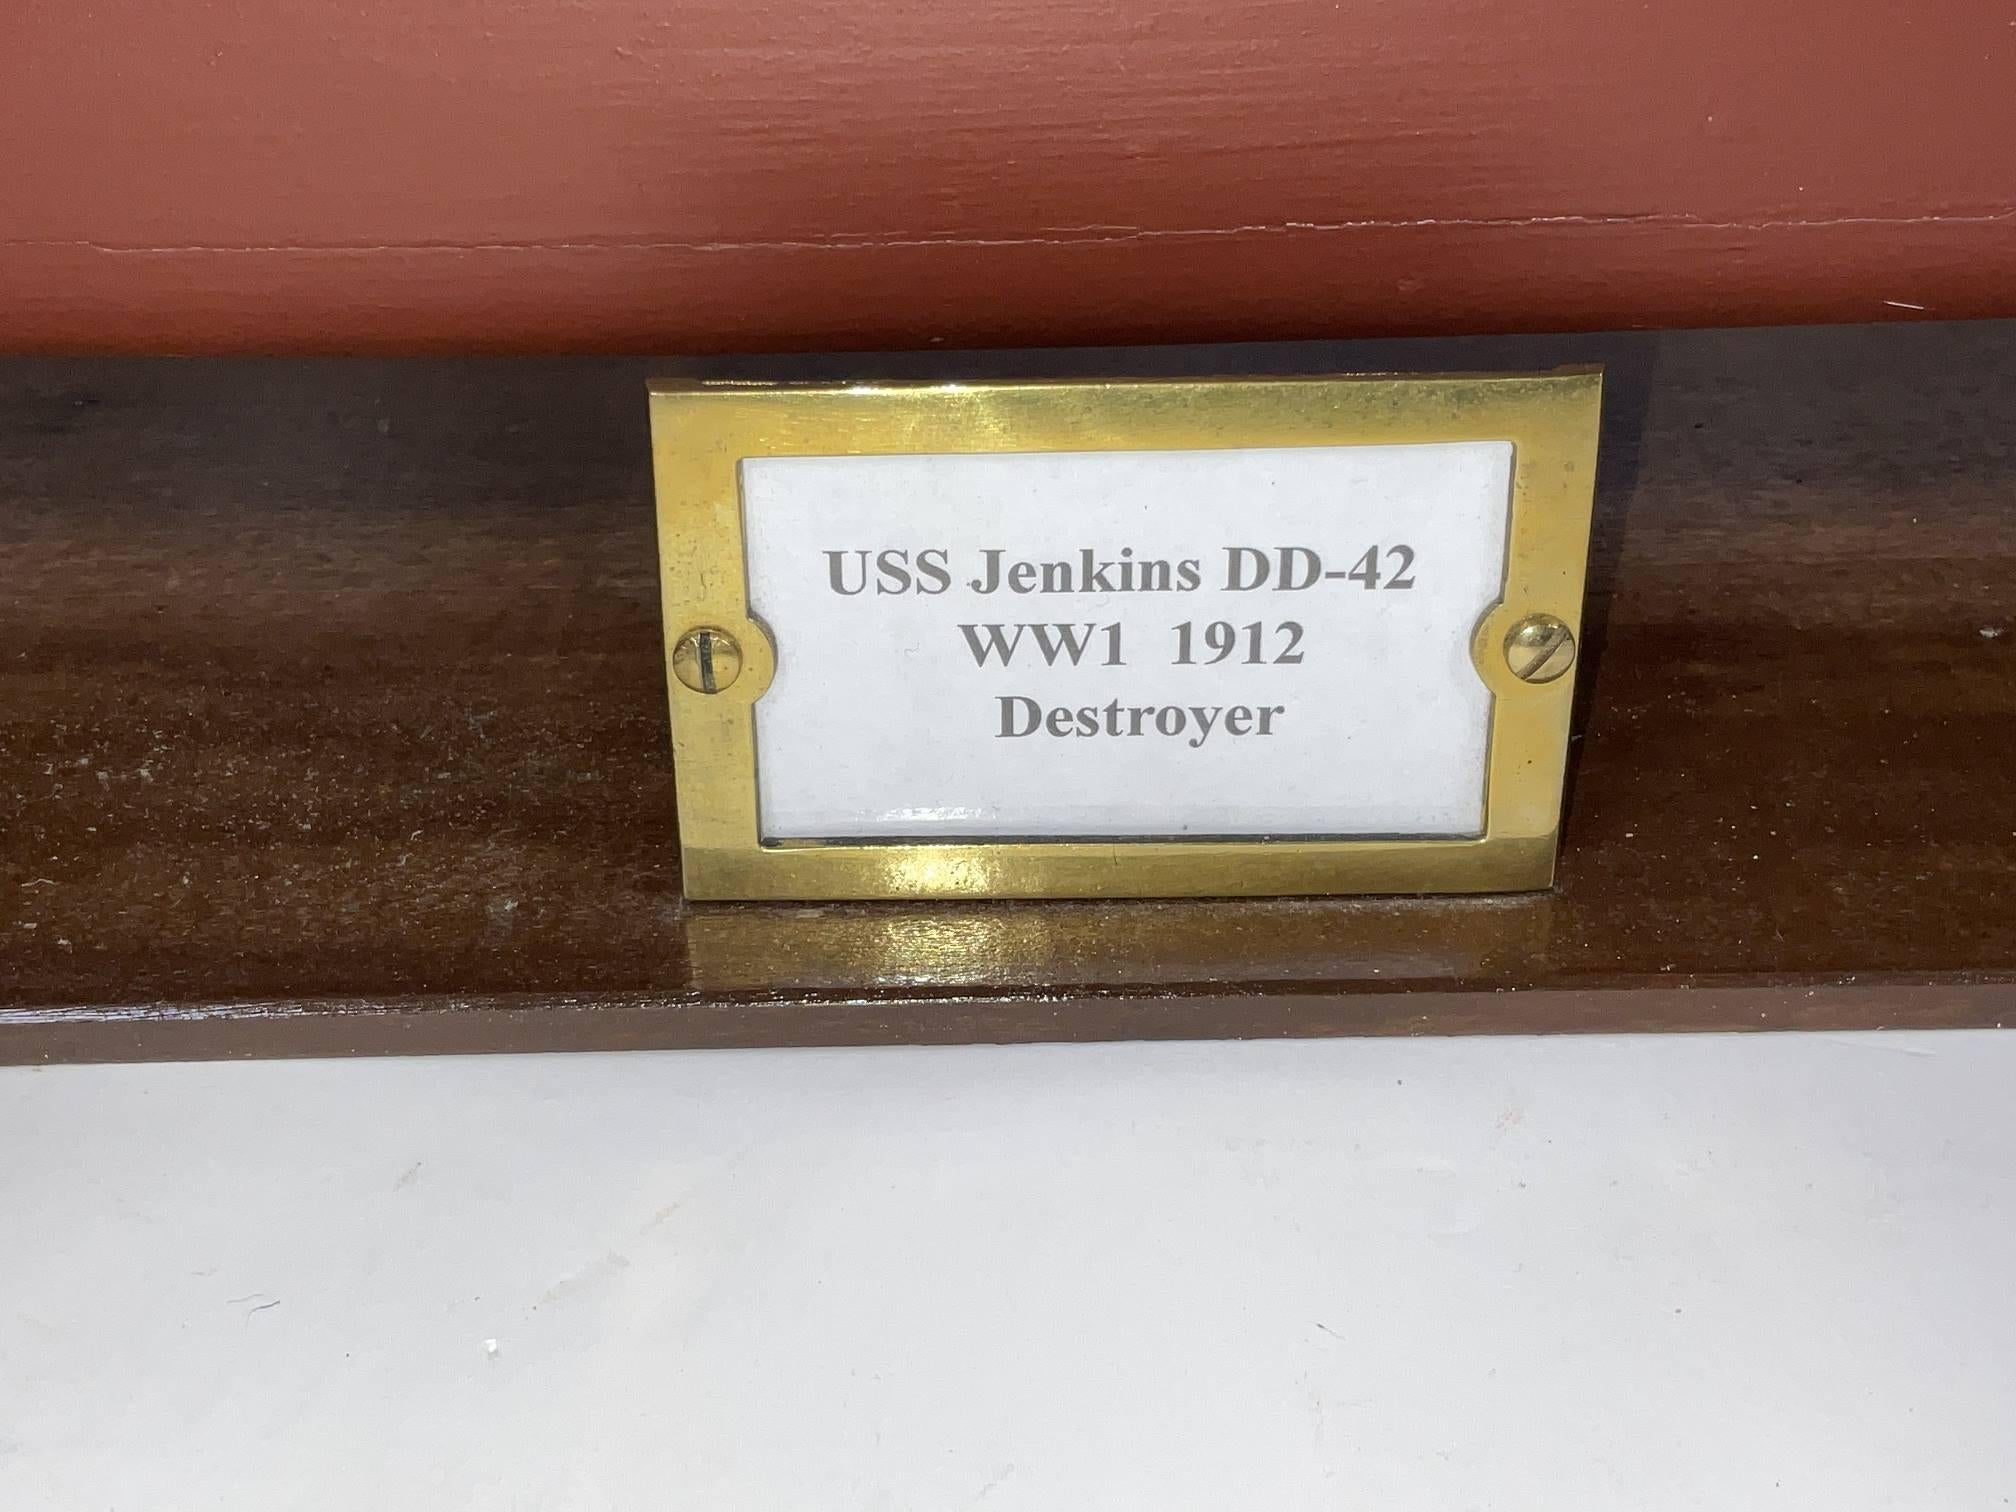 USS Jenkins DD-42
WW1 1912
Destroyer